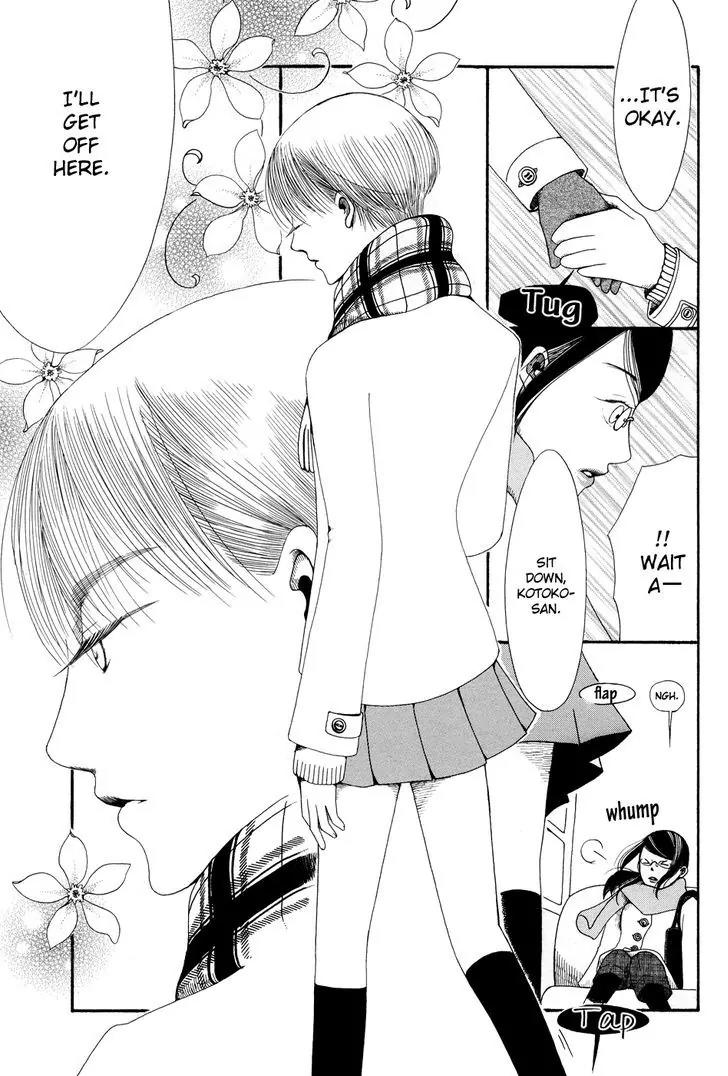 ...IT'S
OKAY.
Tug
!!
WAIT
A—
SIT
DOWN,
KOTOKO-
SAN.
flap
NGH.
whump
Tap
I'LL
GET
OFF
HERE.